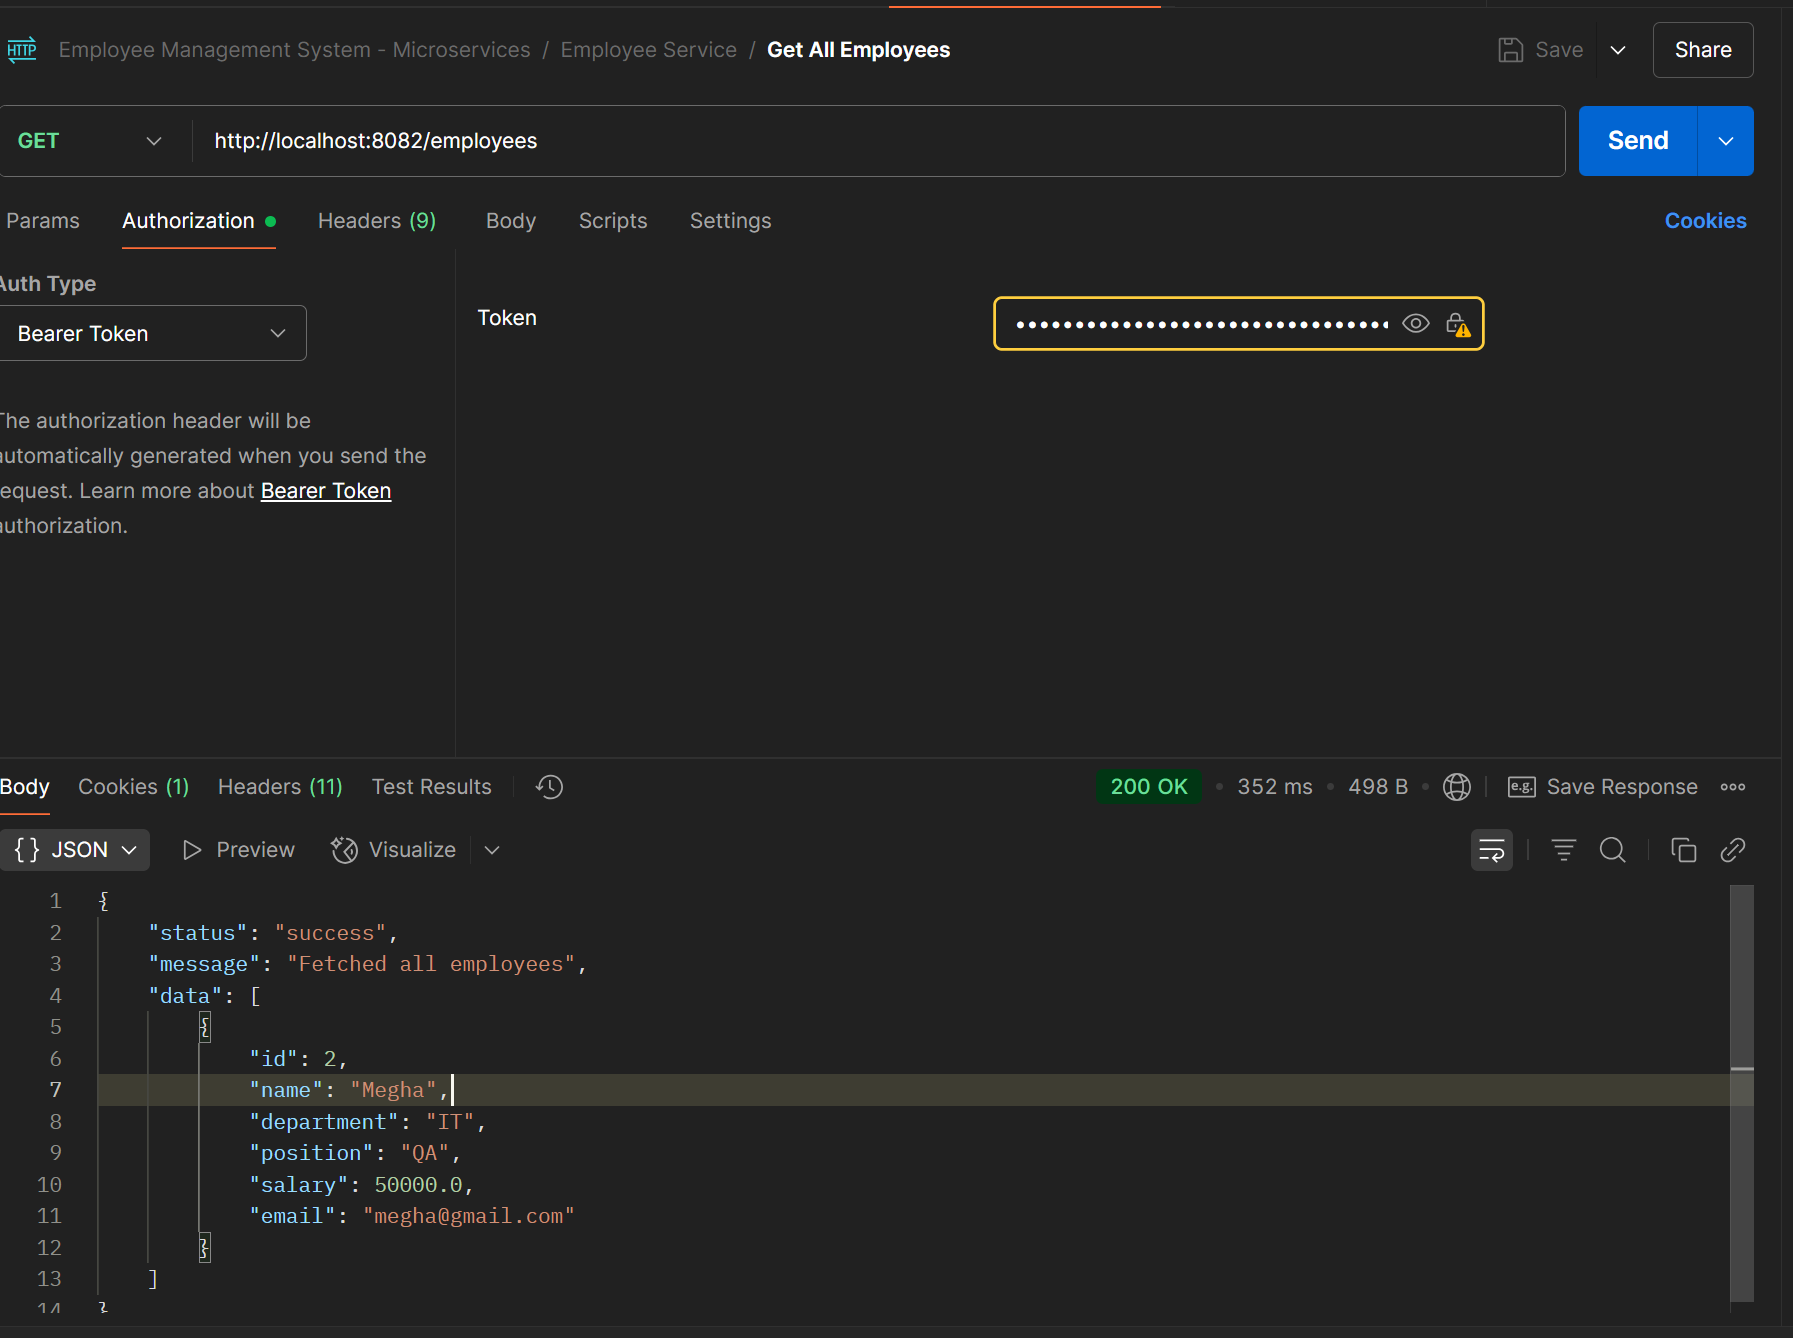 HTTP Employee Management System - Microservices / Employee Service / Get All Employees Save Share
GET http://localhost:8082/employees Send
Params Authorization Headers (9) Body Scripts Settings Cookies
Auth Type
Bearer Token
Token
The authorization header will be
automatically generated when you send the
request. Learn more about Bearer Token
authorization.
Body Cookies (1) Headers (11) Test Results 200 OK 352 ms 498 B e.g. Save Response
{} JSON Preview Visualize
1 {
2 "status": "success",
3 "message": "Fetched all employees",
4 "data": [
5 {
6 "id": 2,
7 "name": "Megha",
8 "department": "IT",
9 "position": "QA",
10 "salary": 50000.0,
11 "email": "megha@gmail.com"
12 }
13 ]
14 }